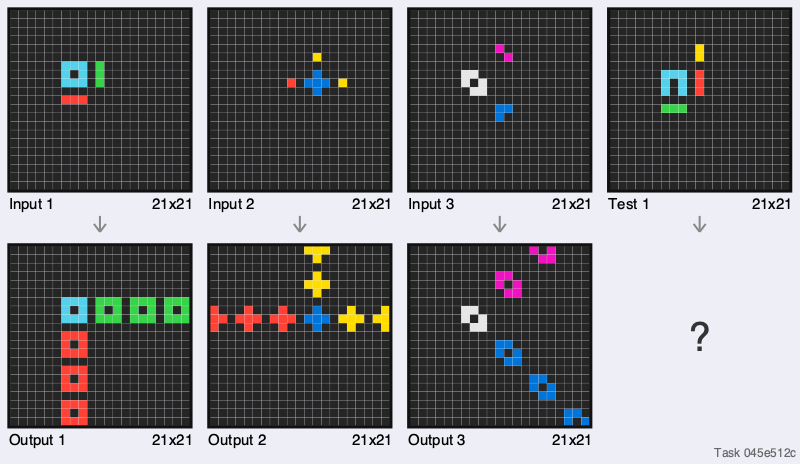 Input 1 21x21 Input 2 21x21 Input 3 21x21 Test 1 21x21
?
Output 1 21x21 Output 2 21x21 Output 3 21x21
Task 045e512c